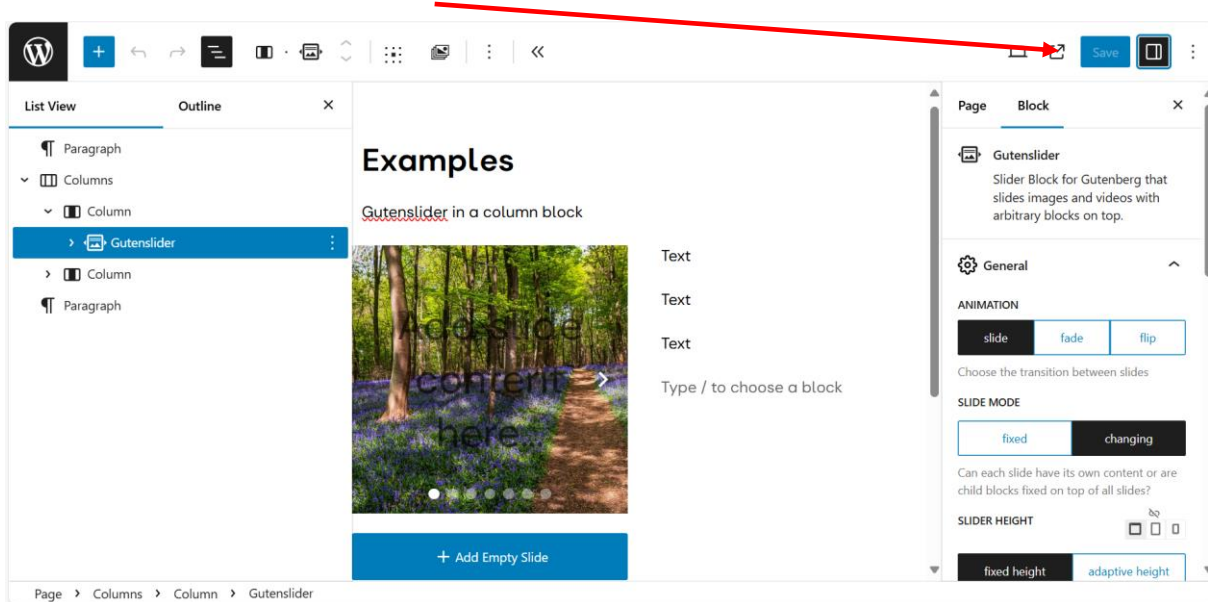 Save
List View
Outline
Paragraph
Columns
Column
Gutenslider
Column
Paragraph
Examples
Gutenslider in a column block
Add slide
content
here...
+ Add Empty Slide
Text
Text
Text
Type / to choose a block
Page
Block
Gutenslider
Slider Block for Gutenberg that
slides images and videos with
arbitrary blocks on top.
General
ANIMATION
slide
fade
flip
Choose the transition between slides
SLIDE MODE
fixed
changing
Can each slide have its own content or are
child blocks fixed on top of all slides?
SLIDER HEIGHT
fixed height
adaptive height
Page > Columns > Column > Gutenslider